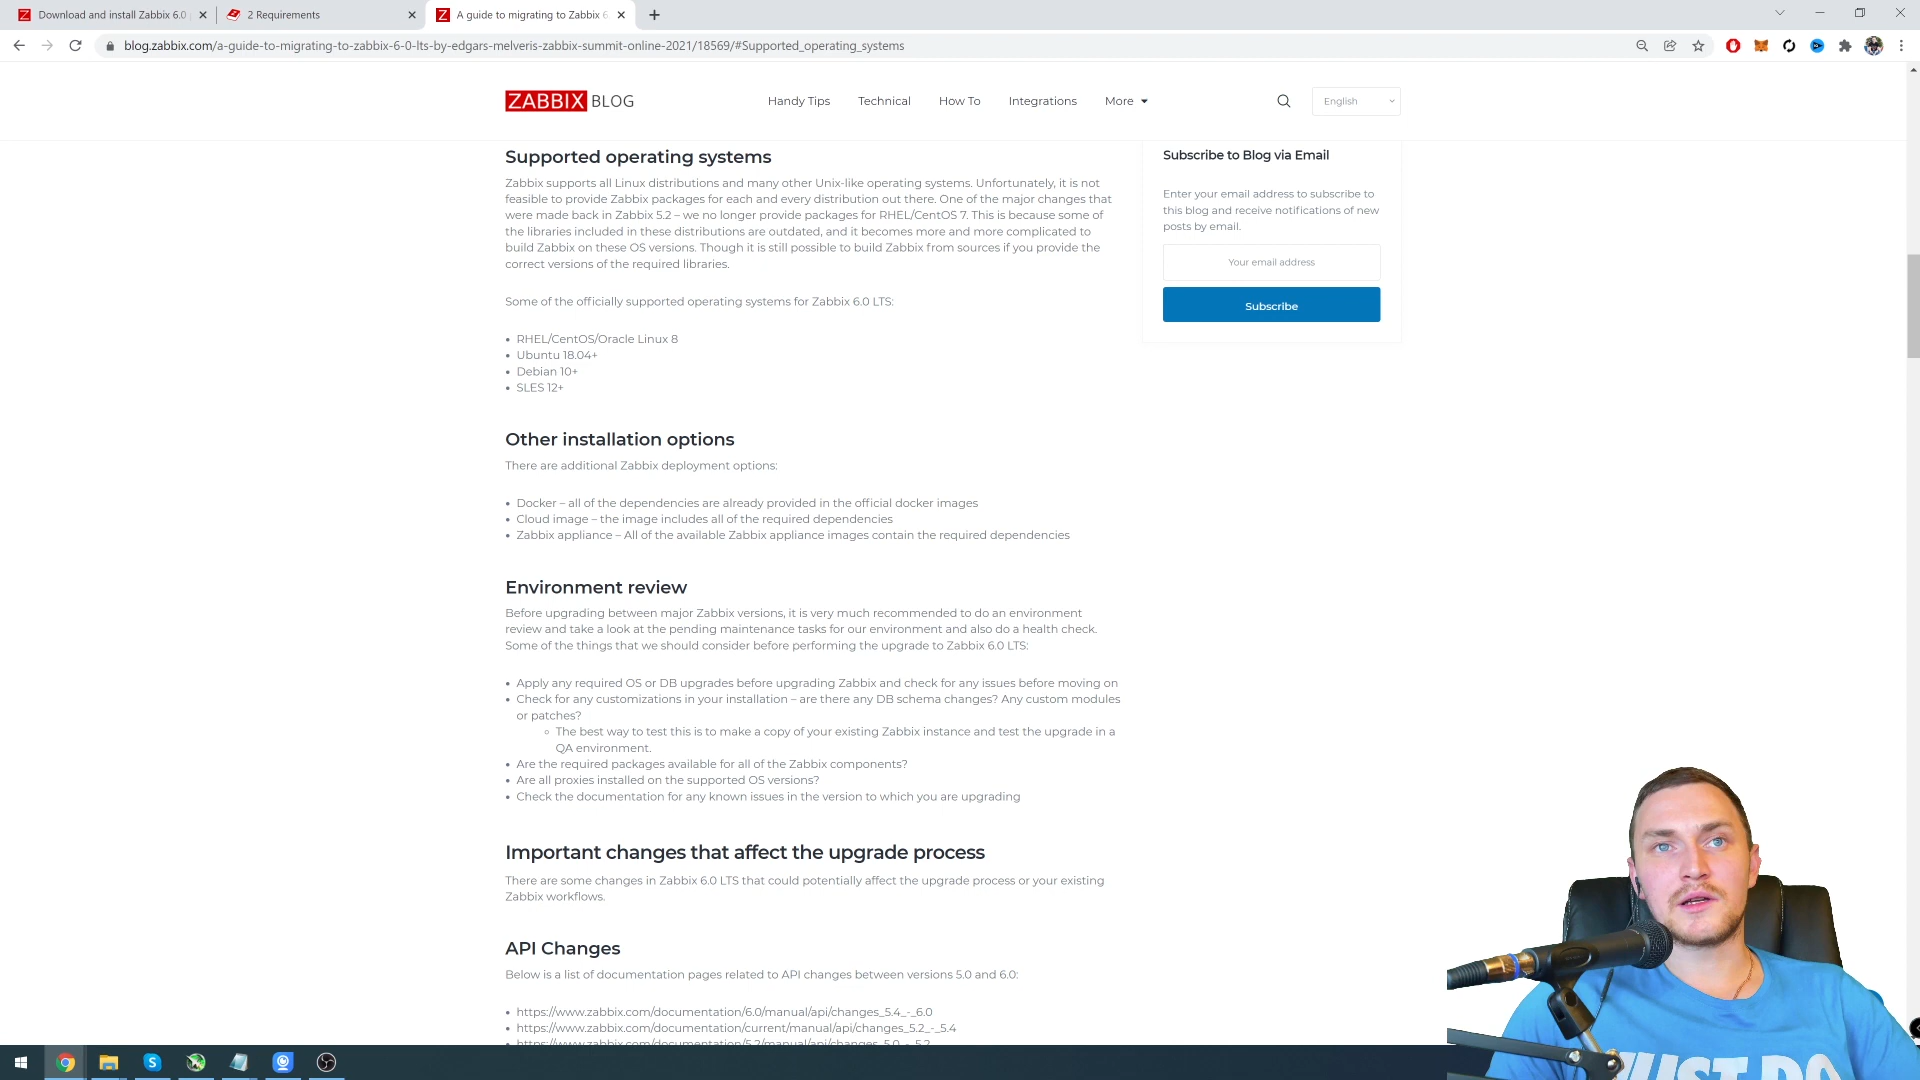 Download and install Zabbix 6.0
2 Requirements
A guide to migrating to Zabbix 6.
blog.zabbix.com/a-guide-to-migrating-to-zabbix-6-0-lts-by-edgars-melveris-zabbix-summit-online-2021/18569/#Supported_operating_systems
ZABBIX BLOG
Handy Tips
Technical
How To
Integrations
More
English
Supported operating systems
Zabbix supports all Linux distributions and many other Unix-like operating systems. Unfortunately, it is not
feasible to provide Zabbix packages for each and every distribution out there. One of the major changes that
were made back in Zabbix 5.2 – we no longer provide packages for RHEL/CentOS 7. This is because some of
the libraries included in these distributions are outdated, and it becomes more and more complicated to
build Zabbix on these OS versions. Though it is still possible to build Zabbix from sources if you provide the
correct versions of the required libraries.
Some of the officially supported operating systems for Zabbix 6.0 LTS:
• RHEL/CentOS/Oracle Linux 8
• Ubuntu 18.04+
• Debian 10+
• SLES 12+
Other installation options
There are additional Zabbix deployment options:
• Docker – all of the dependencies are already provided in the official docker images
• Cloud image – the image includes all of the required dependencies
• Zabbix appliance – All of the available Zabbix appliance images contain the required dependencies
Environment review
Before upgrading between major Zabbix versions, it is very much recommended to do an environment
review and take a look at the pending maintenance tasks for our environment and also do a health check.
Some of the things that we should consider before performing the upgrade to Zabbix 6.0 LTS:
• Apply any required OS or DB upgrades before upgrading Zabbix and check for any issues before moving on
• Check for any customizations in your installation – are there any DB schema changes? Any custom modules
or patches?
◦ The best way to test this is to make a copy of your existing Zabbix instance and test the upgrade in a
QA environment.
• Are the required packages available for all of the Zabbix components?
• Are all proxies installed on the supported OS versions?
• Check the documentation for any known issues in the version to which you are upgrading
Important changes that affect the upgrade process
There are some changes in Zabbix 6.0 LTS that could potentially affect the upgrade process or your existing
Zabbix workflows.
API Changes
Below is a list of documentation pages related to API changes between versions 5.0 and 6.0:
• https://www.zabbix.com/documentation/6.0/manual/api/changes_5.4_-_6.0
• https://www.zabbix.com/documentation/current/manual/api/changes_5.2_-_5.4
• https://www.zabbix.com/documentation/5.2/manual/api/changes_5.0_-_5.2
Subscribe to Blog via Email
Enter your email address to subscribe to
this blog and receive notifications of new
posts by email.
Your email address
Subscribe
JUST DO